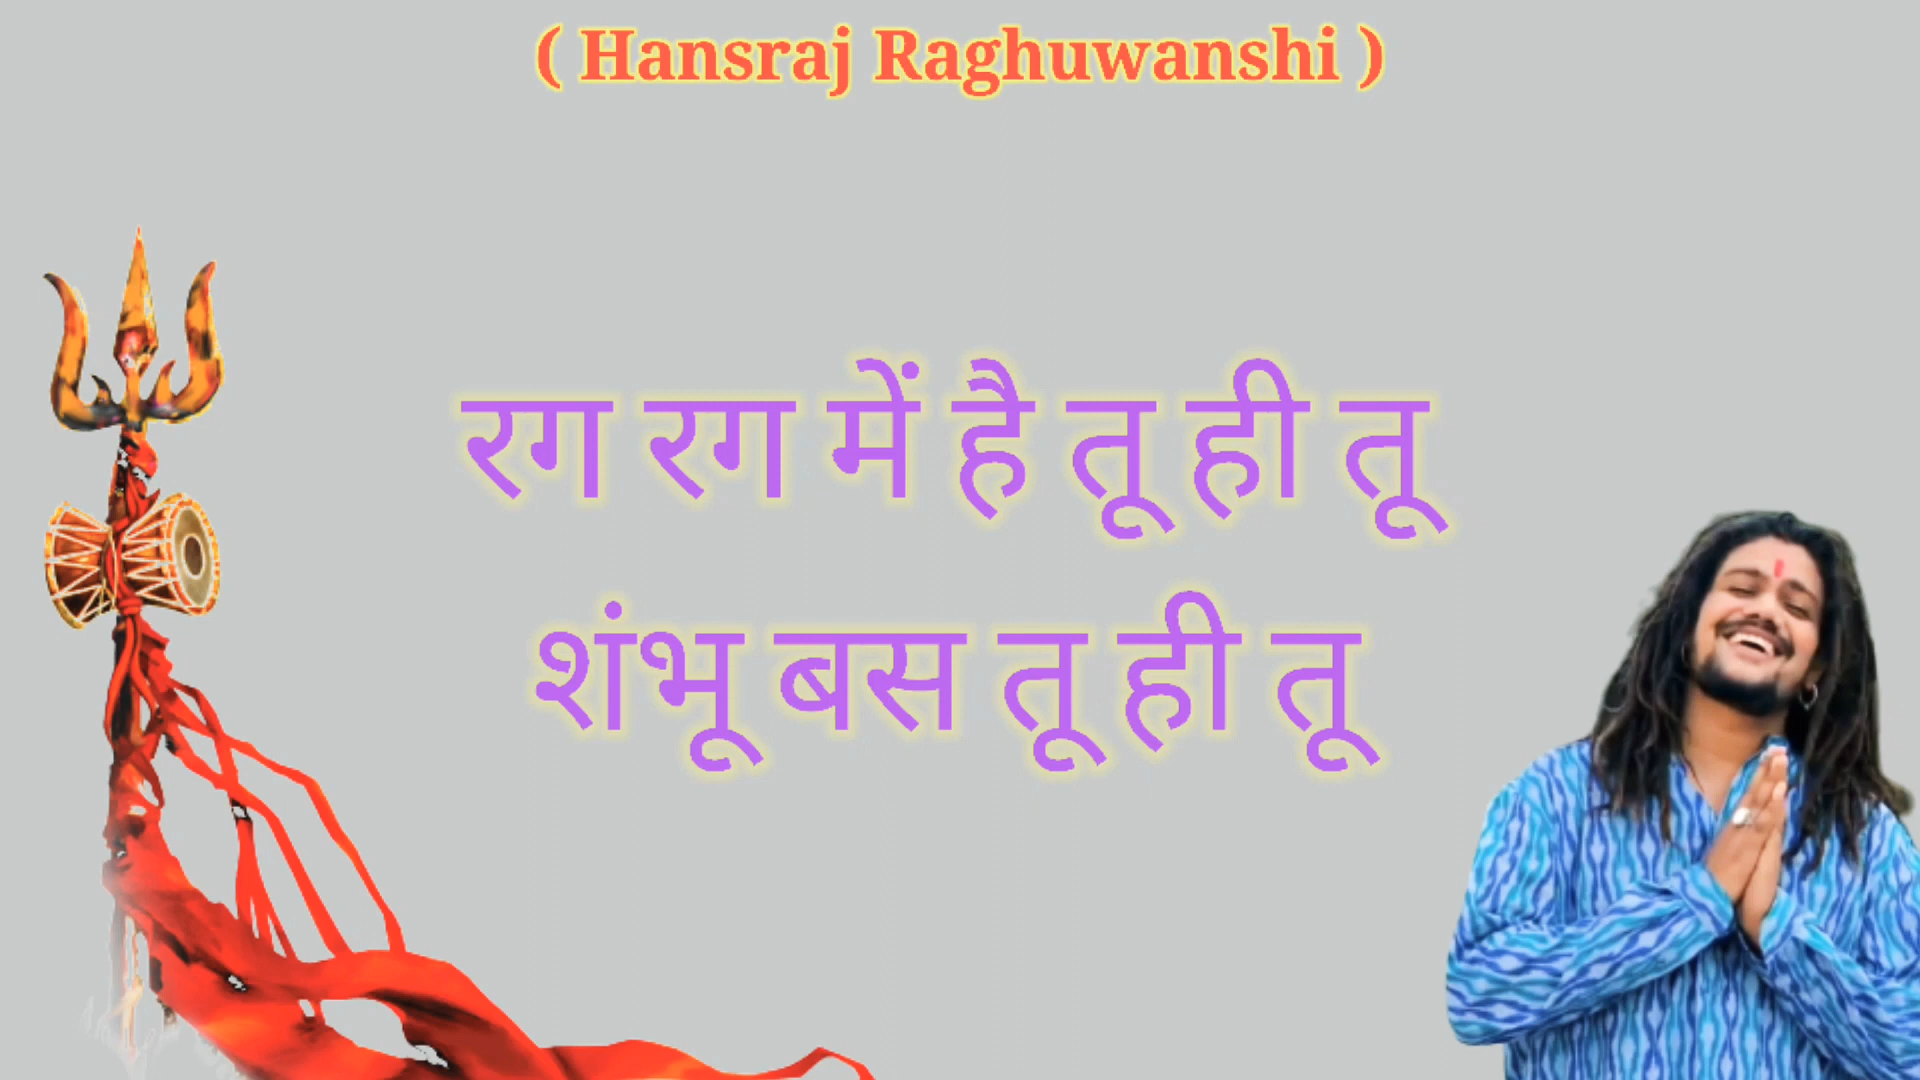 ( Hansraj Raghuwanshi )
रग रग में है तू ही तू
शंभू बस तू ही तू